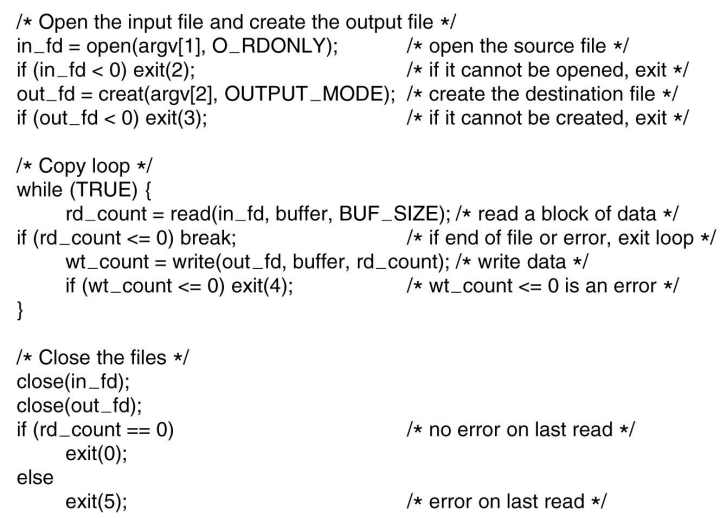 /* Open the input file and create the output file */
in_fd = open(argv[1], O_RDONLY); /* open the source file */
if (in_fd < 0) exit(2); /* if it cannot be opened, exit */
out_fd = creat(argv[2], OUTPUT_MODE); /* create the destination file */
if (out_fd < 0) exit(3); /* if it cannot be created, exit */

/* Copy loop */
while (TRUE) {
rd_count = read(in_fd, buffer, BUF_SIZE); /* read a block of data */
if (rd_count <= 0) break; /* if end of file or error, exit loop */
wt_count = write(out_fd, buffer, rd_count); /* write data */
if (wt_count <= 0) exit(4); /* wt_count <= 0 is an error */
}

/* Close the files */
close(in_fd);
close(out_fd);
if (rd_count == 0) /* no error on last read */
exit(0);
else
exit(5); /* error on last read */